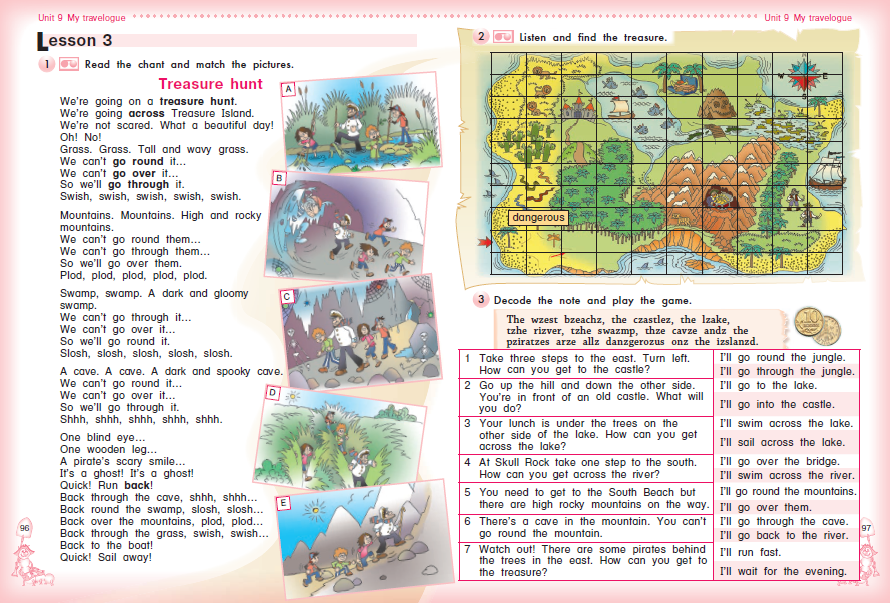 Unit 9 My travelogue
Lesson 3
1 Read the chant and match the pictures.
Treasure hunt
We're going on a treasure hunt.
We're going across Treasure Island.
We're not scared. What a beautiful day!
Oh! No!
Grass. Grass. Tall and wavy grass.
We can't go round it...
We can't go over it...
So we'll go through it.
Swish, swish, swish, swish, swish.
Mountains. Mountains. High and rocky
mountains.
We can't go round them...
We can't go through them...
So we'll go over them.
Plod, plod, plod, plod, plod.
Swamp, swamp. A dark and gloomy
swamp.
We can't go through it...
We can't go over it...
So we'll go round it.
Slosh, slosh, slosh, slosh, slosh.
A cave. A cave. A dark and spooky cave.
We can't go round it...
We can't go over it...
So we'll go through it.
Shhh, shhh, shhh, shhh, shhh.
One blind eye...
One wooden leg...
A pirate's scary smile...
It's a ghost! It's a ghost!
Quick! Run back!
Back through the cave, shhh, shhh...
Back round the swamp, slosh, slosh...
Back over the mountains, plod, plod...
Back through the grass, swish, swish...
Back to the boat!
Quick! Sail away!
A
B
C
D
E
96
Unit 9 My travelogue
2 Listen and find the treasure.
W E
S
dangerous
3 Decode the note and play the game.
The wzest bzeachz, the czastlez, the lzake,
tzhe rizver, tzhe swazmp, thze cavze andz the
pziratzes arze allz danzgerozus onz the izslanzd.
10
1 Take three steps to the east. Turn left.
How can you get to the castle?
I'll go round the jungle.
I'll go through the jungle.
2 Go up the hill and down the other side.
You're in front of an old castle. What will
you do?
I'll go to the lake.
I'll go into the castle.
3 Your lunch is under the trees on the
other side of the lake. How can you get
across the lake?
I'll swim across the lake.
I'll sail across the lake.
4 At Skull Rock take one step to the south.
How can you get across the river?
I'll go over the bridge.
I'll swim across the river.
5 You need to get to the South Beach but
there are high rocky mountains on the way.
I'll go round the mountains.
I'll go over them.
6 There's a cave in the mountain. You can't
go round the mountain.
I'll go through the cave.
I'll go back to the river.
7 Watch out! There are some pirates behind
the trees in the east. How can you get to
the treasure?
I'll run fast.
I'll wait for the evening.
97